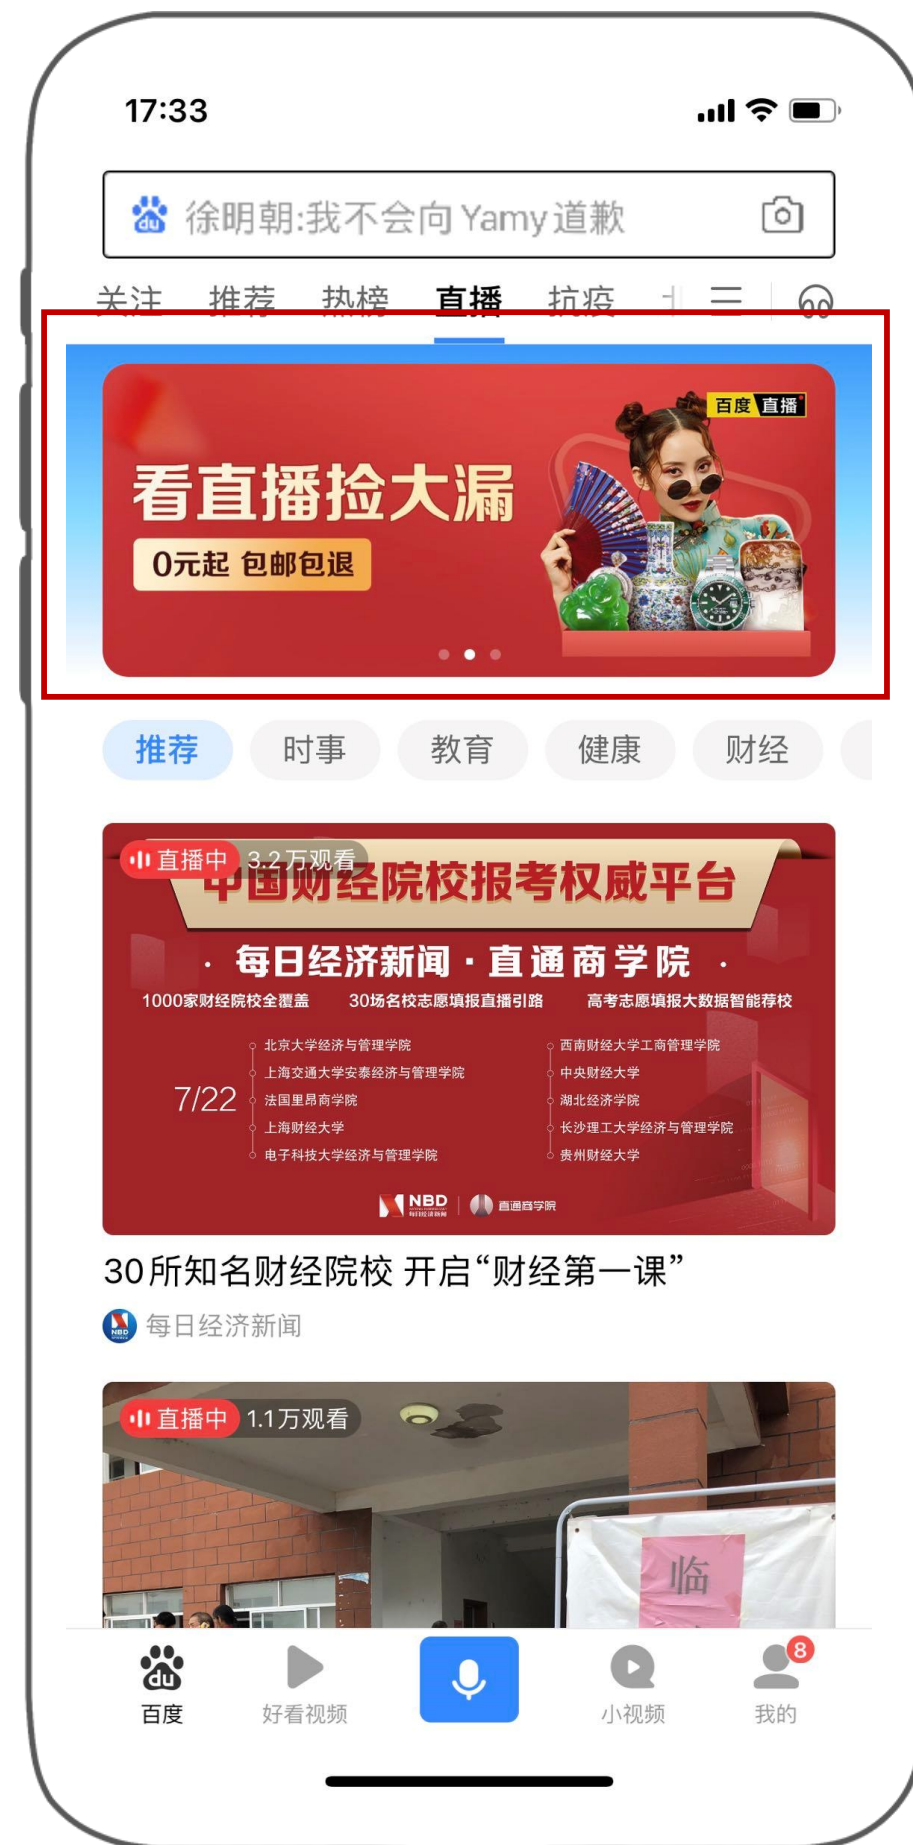 17:33
du 徐明朝:我不会向 Yamy 道歉
关注 推荐 热榜 直播 抗疫
百度 直播
看直播捡大漏
0元起 包邮包退
推荐 时事 教育 健康 财经
直播中 3.2万观看
中国财经院校报考权威平台
· 每日经济新闻 · 直通商学院 ·
1000家财经院校全覆盖 30场名校志愿填报直播引路 高考志愿填报大数据智能荐校
7/22
北京大学经济与管理学院
上海交通大学安泰经济与管理学院
法国里昂商学院
上海财经大学
电子科技大学经济与管理学院
西南财经大学工商管理学院
中央财经大学
湖北经济学院
长沙理工大学经济与管理学院
贵州财经大学
NBD 每日经济新闻 直通商学院
30所知名财经院校 开启“财经第一课”
NBD 每日经济新闻
直播中 1.1万观看
临
du 8
百度 好看视频 小视频 我的